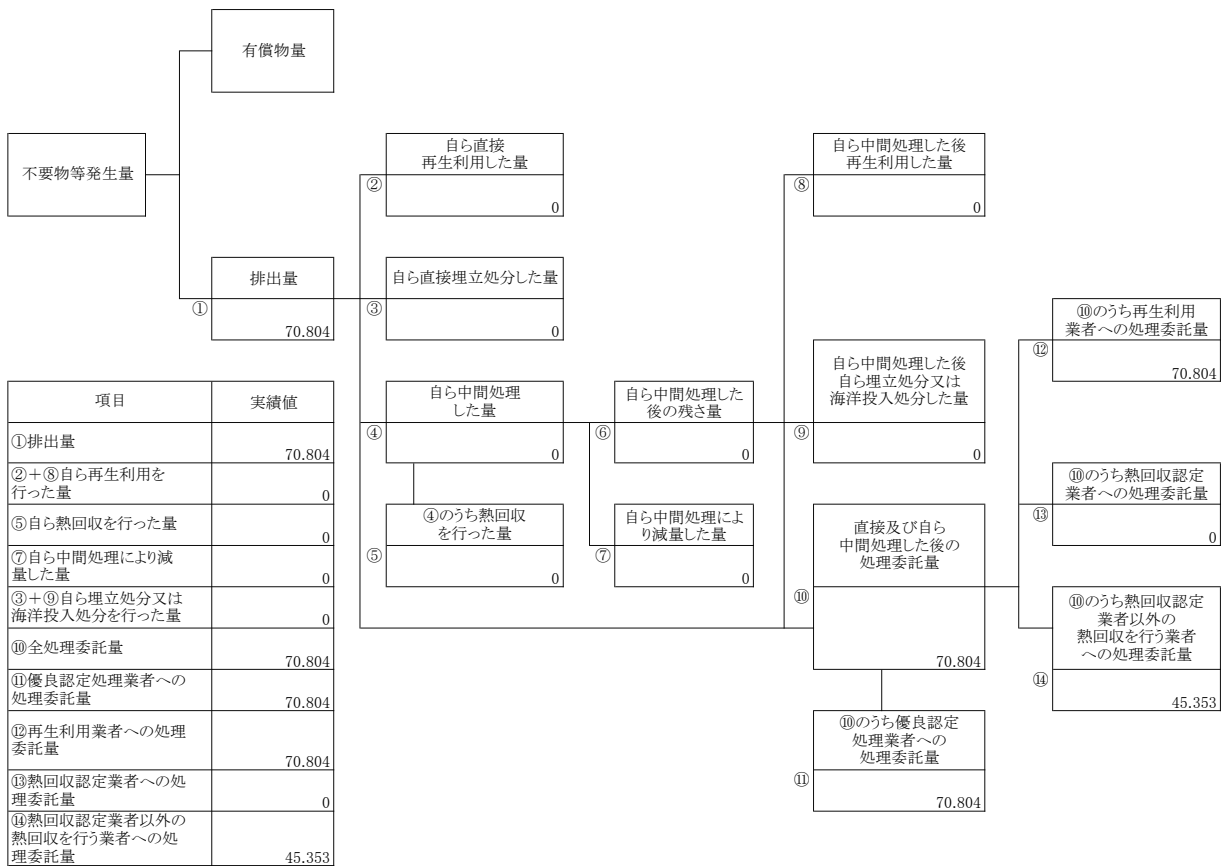 有償物量
不要物等発生量
自ら直接
再生利用した量
②
0
自ら中間処理した後
再生利用した量
⑧
0
排出量
①
70.804
自ら直接埋立処分した量
③
0
⑩のうち再生利用
業者への処理委託量
⑫
70.804
自ら中間処理
した量
④
0
自ら中間処理した
後の残さ量
⑥
0
自ら中間処理した後
自ら埋立処分又は
海洋投入処分した量
⑨
0
⑩のうち熱回収認定
業者への処理委託量
⑬
0
④のうち熱回収
を行った量
⑤
0
自ら中間処理によ
り減量した量
⑦
0
直接及び自ら
中間処理した後の
処理委託量
⑩
70.804
⑩のうち熱回収認定
業者以外の
熱回収を行う業者
への処理委託量
⑭
45.353
⑩のうち優良認定
処理業者への
処理委託量
⑪
70.804
項目 実績値
①排出量 70.804
②+⑧自ら再生利用を
行った量 0
⑤自ら熱回収を行った量 0
⑦自ら中間処理により減
量した量 0
③+⑨自ら埋立処分又は
海洋投入処分を行った量 0
⑩全処理委託量 70.804
⑪優良認定処理業者への
処理委託量 70.804
⑫再生利用業者への処理
委託量 70.804
⑬熱回収認定業者への処
理委託量 0
⑭熱回収認定業者以外の
熱回収を行う業者への処
理委託量 45.353